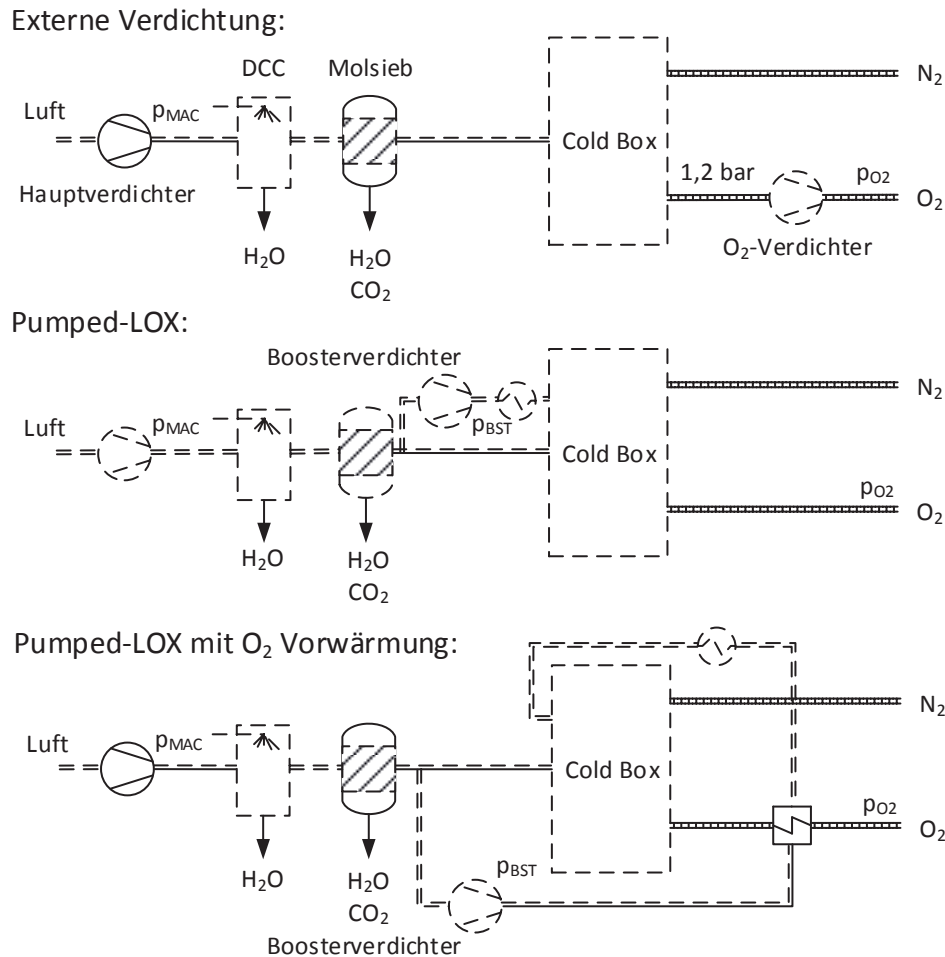 Externe Verdichtung:
DCC Molsieb
N₂
Luft pMAC
Cold Box
1,2 bar pO2
Hauptverdichter
O₂
O₂-Verdichter
H₂O H₂O
CO₂
Pumped-LOX:
Boosterverdichter
N₂
Luft pMAC pBST
Cold Box
pO2
O₂
H₂O H₂O
CO₂
Pumped-LOX mit O₂ Vorwärmung:
N₂
Luft pMAC
Cold Box
pO2
O₂
pBST
H₂O H₂O
CO₂
Boosterverdichter